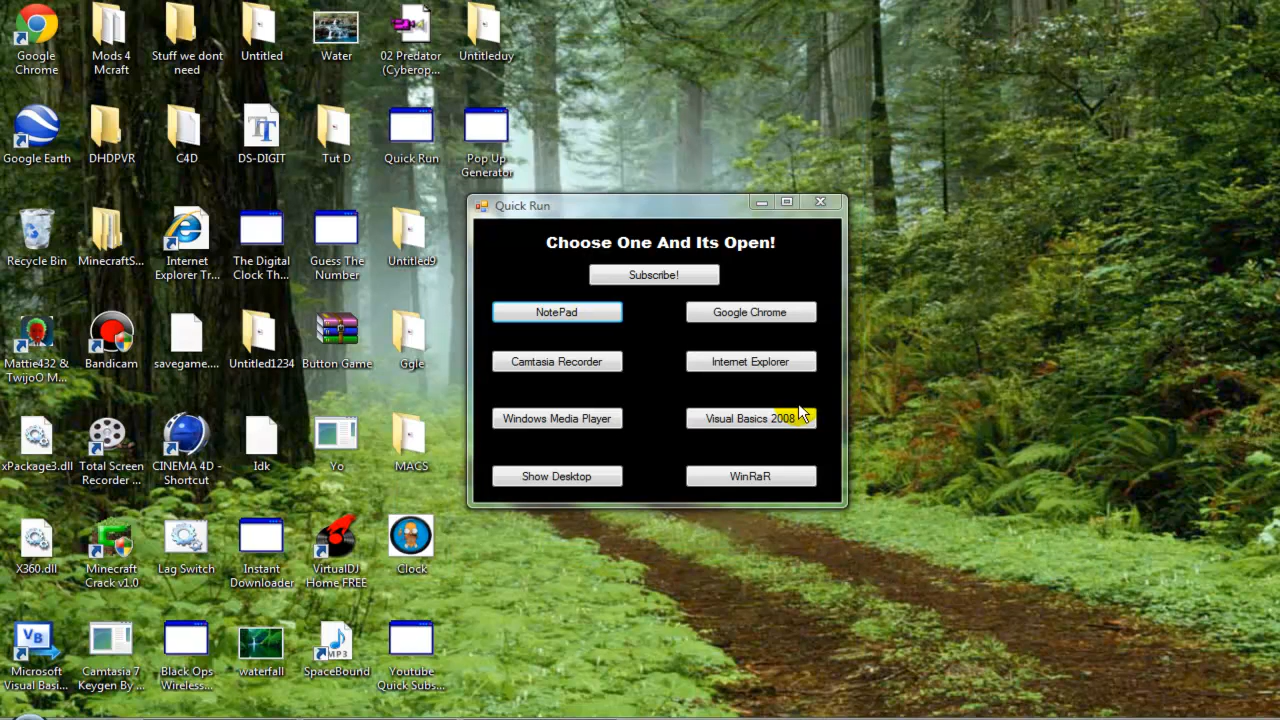 Google Chrome
Mods 4 Mcraft
Stuff we dont need
Untitled
Water
02 Predator (Cyberop...
Untitleduy
Google Earth
DHDPVR
C4D
DS-DIGIT
Tut D
Quick Run
Pop Up Generator
Recycle Bin
MinecraftS...
Internet Explorer Tr...
The Digital Clock Th...
Guess The Number
Untitled9
Mattie432 & TwijoO M...
Bandicam
savegame....
Untitled1234
Button Game
Ggle
xPackage3.dll
Total Screen Recorder ...
CINEMA 4D - Shortcut
Idk
Yo
MACS
X360.dll
Minecraft Crack v1.0
Lag Switch
Instant Downloader
VirtualDJ Home FREE
Clock
Microsoft Visual Basi...
Camtasia 7 Keygen By ...
Black Ops Wireless...
waterfall
SpaceBound
Youtube Quick Subs...
VB
MP3
Quick Run
Choose One And Its Open!
Subscribe!
NotePad
Google Chrome
Camtasia Recorder
Internet Explorer
Windows Media Player
Visual Basics 2008
Show Desktop
WinRaR